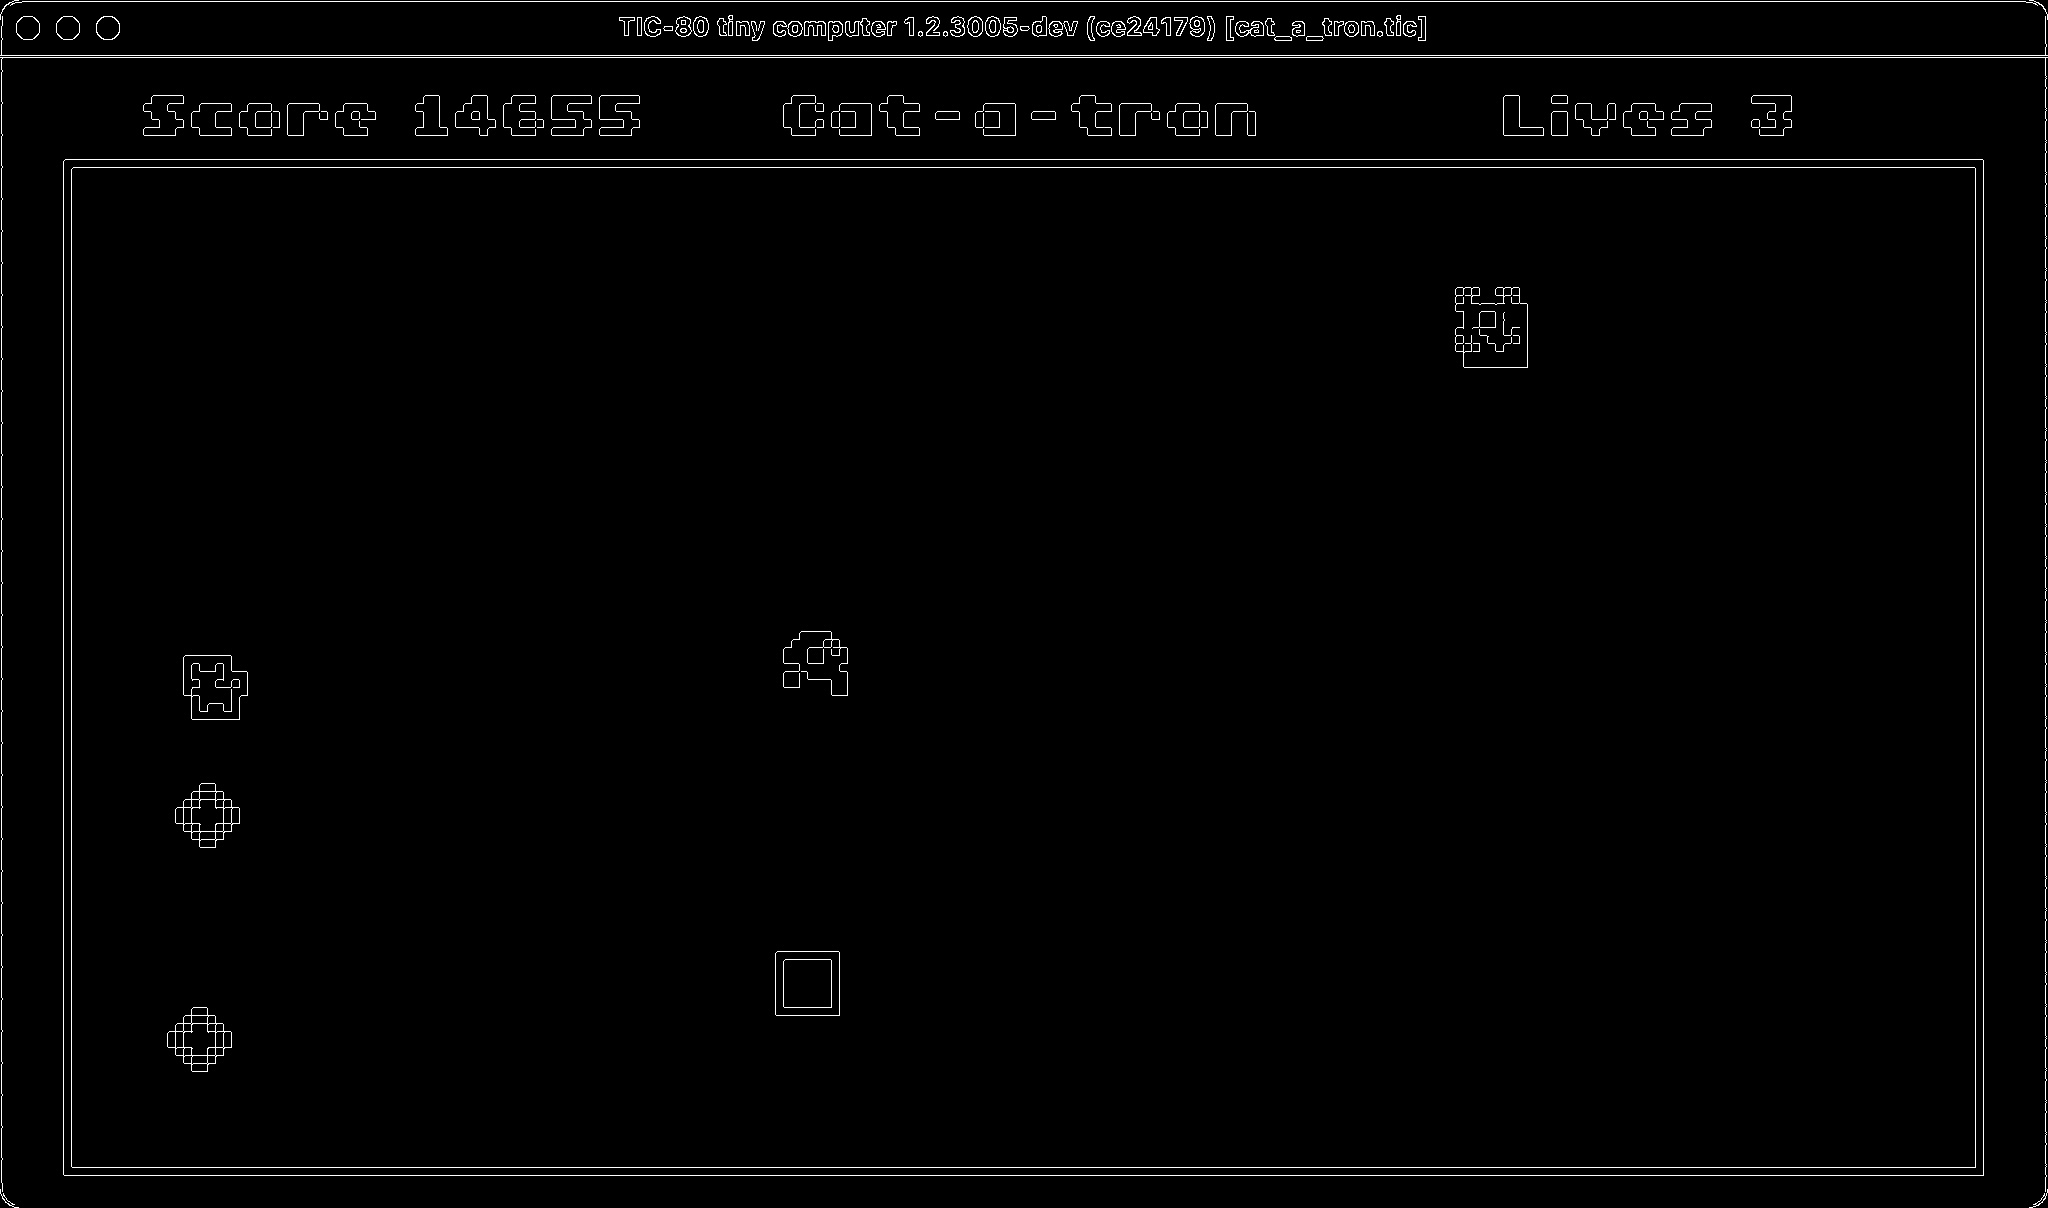 TIC-80 tiny computer 1.2.3005-dev (ce24179) [cat_a_tron.tic]
Score 14655 Cat-a-tron Lives 3